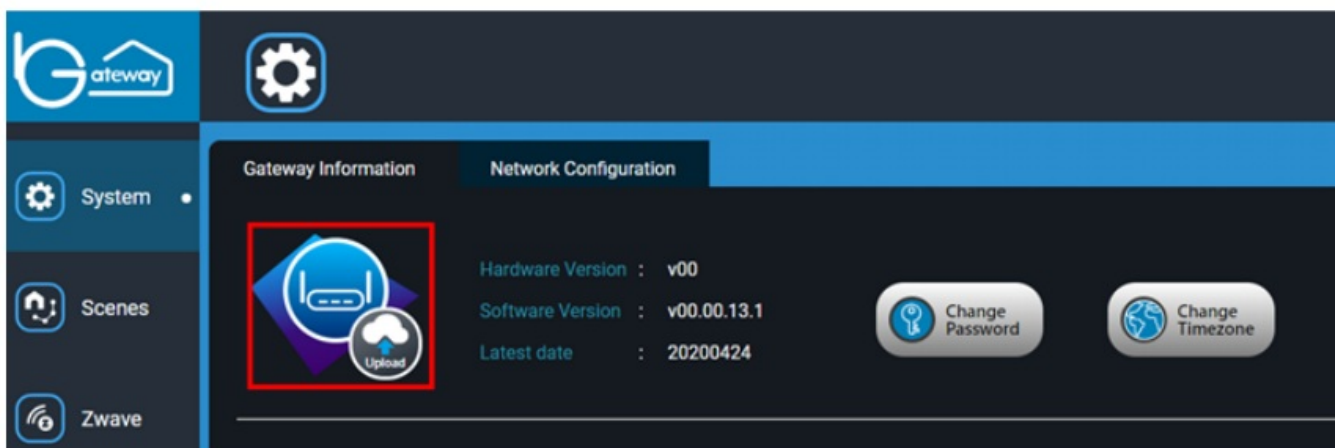 Gateway
Gateway Information
Network Configuration
System
Scenes
Zwave
Upload
Hardware Version : v00
Software Version : v00.00.13.1
Latest date : 20200424
Change
Password
Change
Timezone